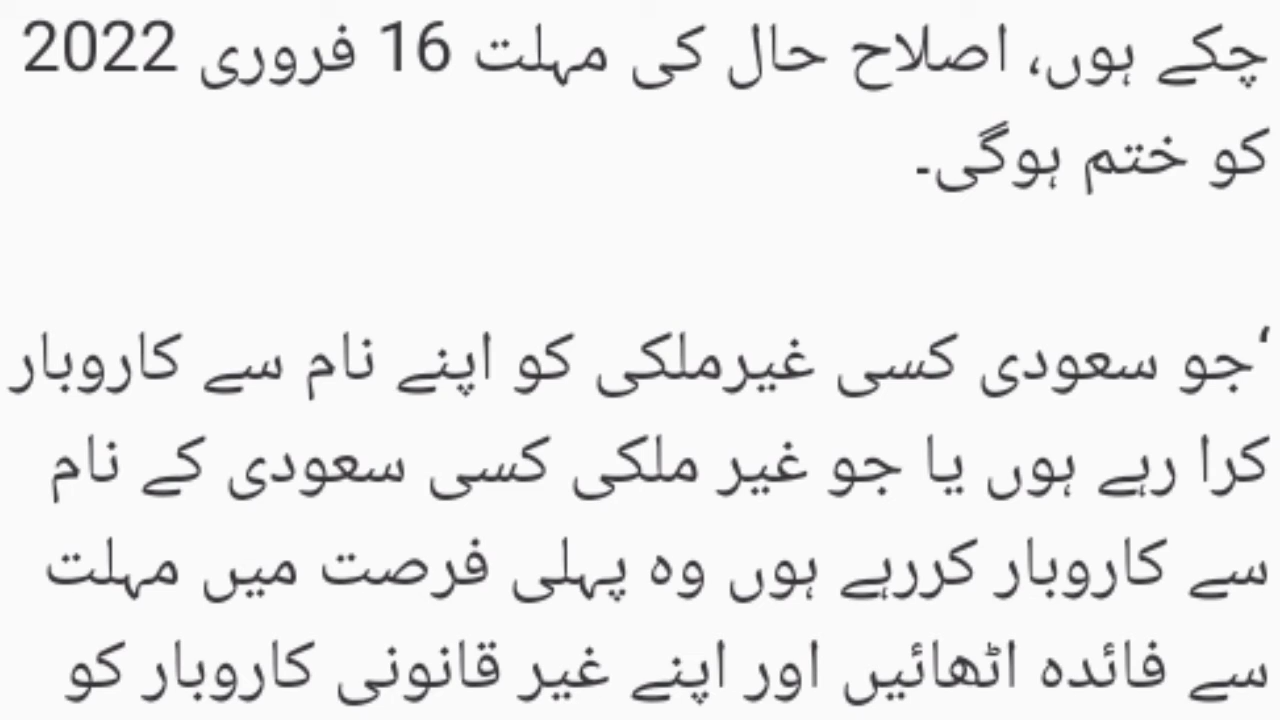 چکے ہوں، اصلاح حال کی مہلت 16 فروری 2022
کو ختم ہوگی۔
‘جو سعودی کسی غیرملکی کو اپنے نام سے کاروبار
کرا رہے ہوں یا جو غیر ملکی کسی سعودی کے نام
سے کاروبار کررہے ہوں وہ پہلی فرصت میں مہلت
سے فائدہ اٹھائیں اور اپنے غیر قانونی کاروبار کو